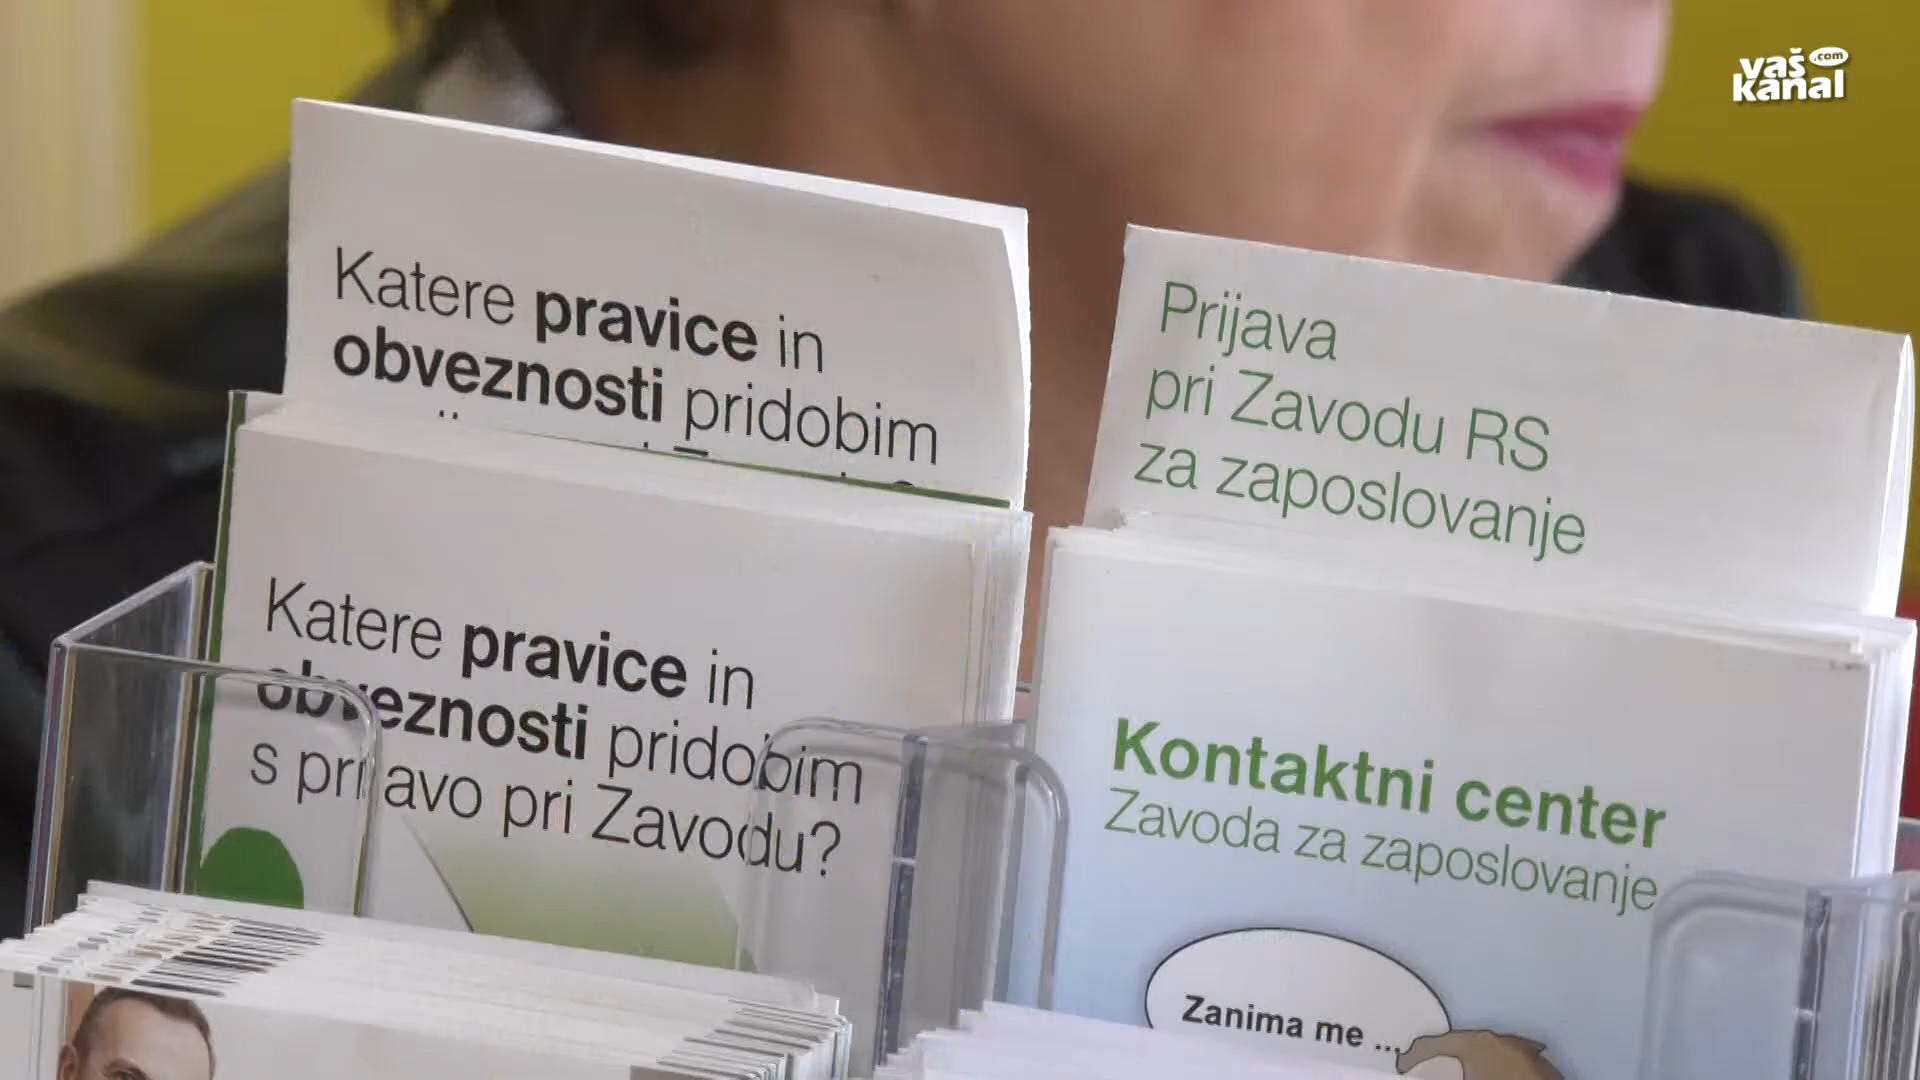 vaš .com
kanal
Katere pravice in
obveznosti pridobim
Prijava
pri Zavodu RS
za zaposlovanje
Katere pravice in
obveznosti pridobim
s prijavo pri Zavodu?
Kontaktni center
Zavoda za zaposlovanje
Zanima me ...